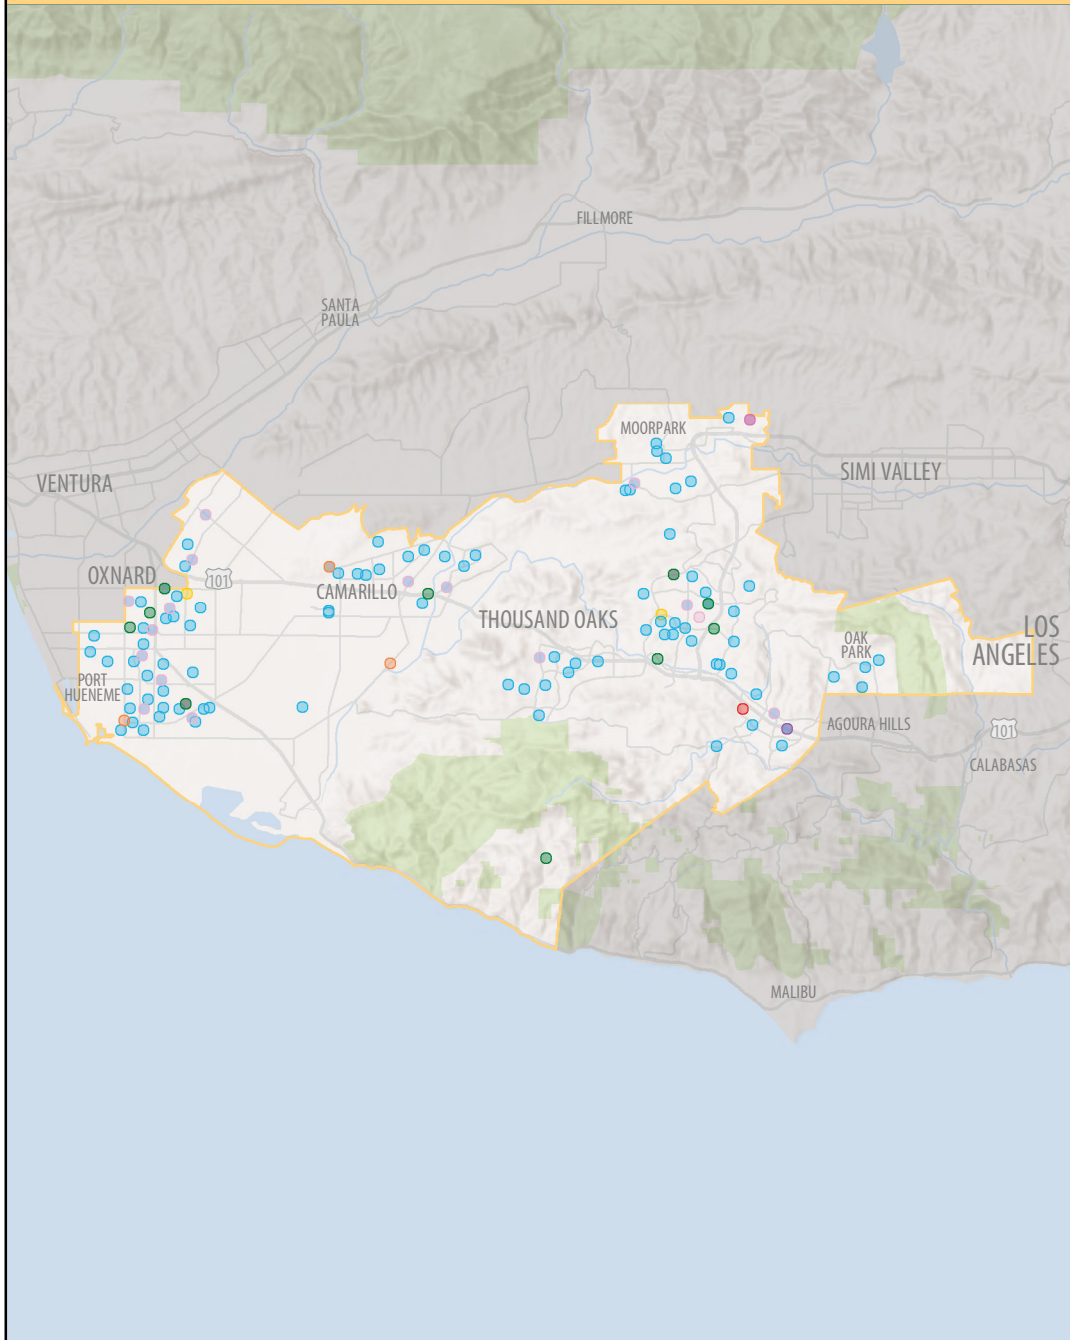 FILLMORE
SANTA
PAULA
MOORPARK
VENTURA
SIMI VALLEY
OXNARD
101
CAMARILLO
THOUSAND OAKS
LOS
ANGELES
OAK
PARK
PORT
HUENEME
AGOURA HILLS
101
CALABASAS
MALIBU